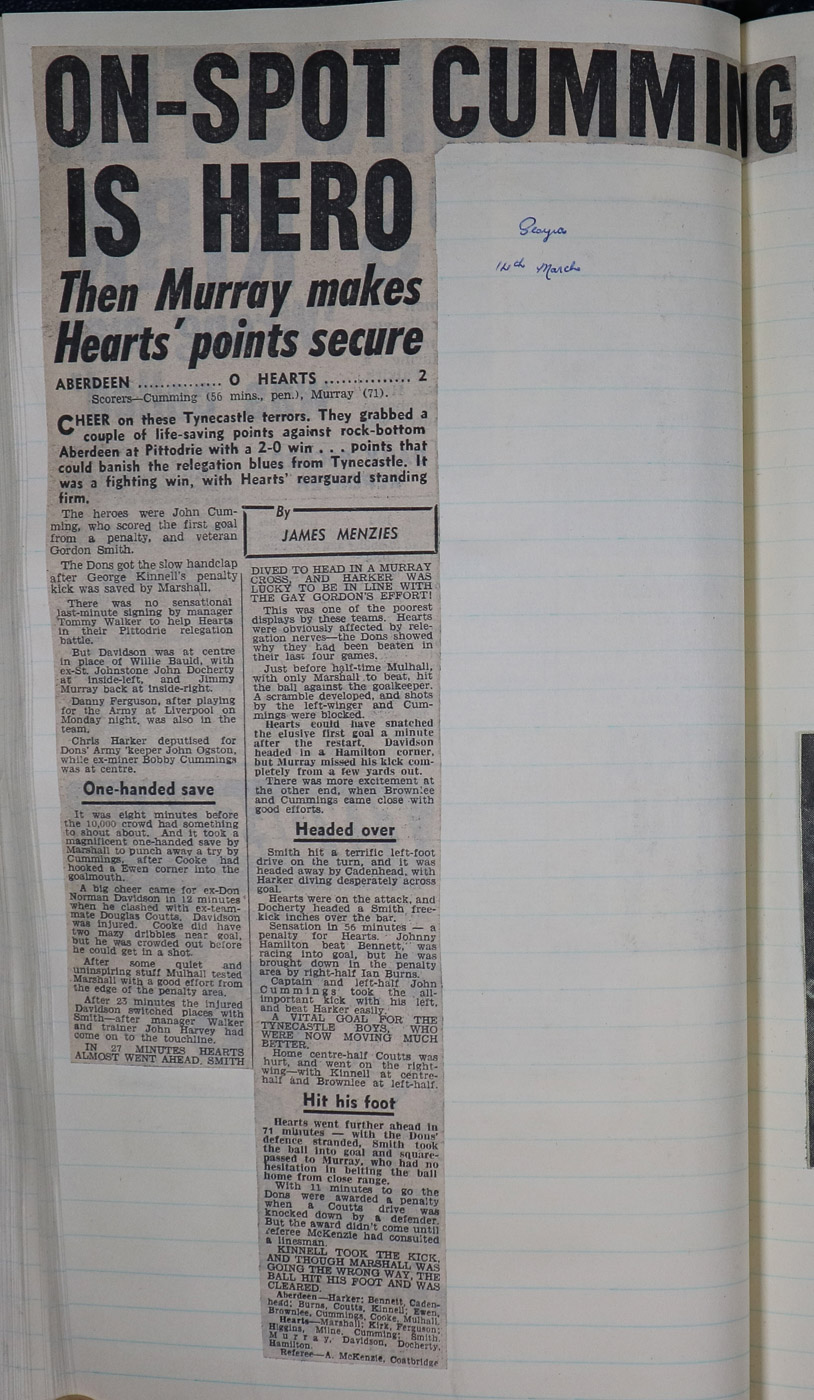 ON-SPOT CUMMING
IS HERO
Then Murray makes
Hearts' points secure
ABERDEEN .............. 0 HEARTS .............. 2
Scorers—Cumming (56 mins., pen.), Murray (71).
CHEER on these Tynecastle terrors. They grabbed a
couple of life-saving points against rock-bottom
Aberdeen at Pittodrie with a 2-0 win . . . points that
could banish the relegation blues from Tynecastle. It
was a fighting win, with Hearts' rearguard standing
firm.
The heroes were John Cum-
ming, who scored the first goal
from a penalty, and veteran
Gordon Smith.
The Dons got the slow handclap
after George Kinnell's penalty
kick was saved by Marshall.
There was no sensational
last-minute signing by manager
Tommy Walker to help Hearts
in their Pittodrie relegation
battle.
But Davidson was at centre
in place of Willie Bauld, with
ex-St. Johnstone John Docherty
at inside-left, and Jimmy
Murray back at inside-right.
Danny Ferguson, after playing
for the Army at Liverpool on
Monday night, was also in the
team.
Chris Harker deputised for
Dons' Army 'keeper John Ogston,
while ex-miner Bobby Cummings
was at centre.
One-handed save
It was eight minutes before
the 10,000 crowd had something
to shout about. And it took a
magnificent one-handed save by
Marshall to punch away a try by
Cummings, after Cooke had
hooked a Ewen corner into the
goalmouth.
A big cheer came for ex-Don
Norman Davidson in 12 minutes
when he clashed with ex-team-
mate Douglas Coutts. Davidson
was injured. Cooke did have
two mazy dribbles near goal,
but he was crowded out before
he could get in a shot.
After some quiet and
uninspiring stuff Mulhall tested
Marshall with a good effort from
the edge of the penalty area.
After 23 minutes the injured
Davidson switched places with
Smith—after manager Walker
and trainer John Harvey had
come on to the touchline.
IN 27 MINUTES HEARTS
ALMOST WENT AHEAD. SMITH
By
JAMES MENZIES
DIVED TO HEAD IN A MURRAY
CROSS, AND HARKER WAS
LUCKY TO BE IN LINE WITH
THE GAY GORDON'S EFFORT!
This was one of the poorest
displays by these teams. Hearts
were obviously affected by rele-
gation nerves—the Dons showed
why they had been beaten in
their last four games.
Just before half-time Mulhall,
with only Marshall to beat, hit
the ball against the goalkeeper.
A scramble developed, and shots
by the left-winger and Cum-
mings were blocked.
Hearts could have snatched
the elusive first goal a minute
after the restart. Davidson
headed in a Hamilton corner,
but Murray missed his kick com-
pletely from a few yards out.
There was more excitement at
the other end, when Brownlee
and Cummings came close with
good efforts.
Headed over
Smith hit a terrific left-foot
drive on the turn, and it was
headed away by Cadenhead, with
Harker diving desperately across
goal.
Hearts were on the attack, and
Docherty headed a Smith free-
kick inches over the bar.
Sensation in 56 minutes — a
penalty for Hearts. Johnny
Hamilton beat Bennett, was
racing into goal, but he was
brought down in the penalty
area by right-half Ian Burns.
Captain and left-half John
Cummings took the all-
important kick with his left,
and beat Harker easily.
A VITAL GOAL FOR THE
TYNECASTLE BOYS, WHO
WERE NOW MOVING MUCH
BETTER.
Home centre-half Coutts was
hurt, and went on the right-
wing—with Kinnell at centre-
half and Brownlee at left-half.
Hit his foot
Hearts went further ahead in
71 minutes — with the Dons'
defence stranded, Smith took
the ball into goal and square-
passed to Murray, who had no
hesitation in belting the ball
home from close range.
With 11 minutes to go the
Dons were awarded a penalty
when a Coutts drive was
knocked down by a defender.
But the award didn't come until
referee McKenzie had consulted
a linesman.
KINNELL TOOK THE KICK,
AND THOUGH MARSHALL WAS
GOING THE WRONG WAY, THE
BALL HIT HIS FOOT AND WAS
CLEARED.
Aberdeen—Harker; Bennett, Caden-
head; Burns, Coutts, Kinnell; Ewen,
Brownlee, Cummings, Cooke, Mulhall.
Hearts—Marshall; Kirk, Ferguson;
Higgins, Milne, Cumming; Smith,
Murray, Davidson, Docherty,
Hamilton.
Referee—A. McKenzie, Coatbridge
March